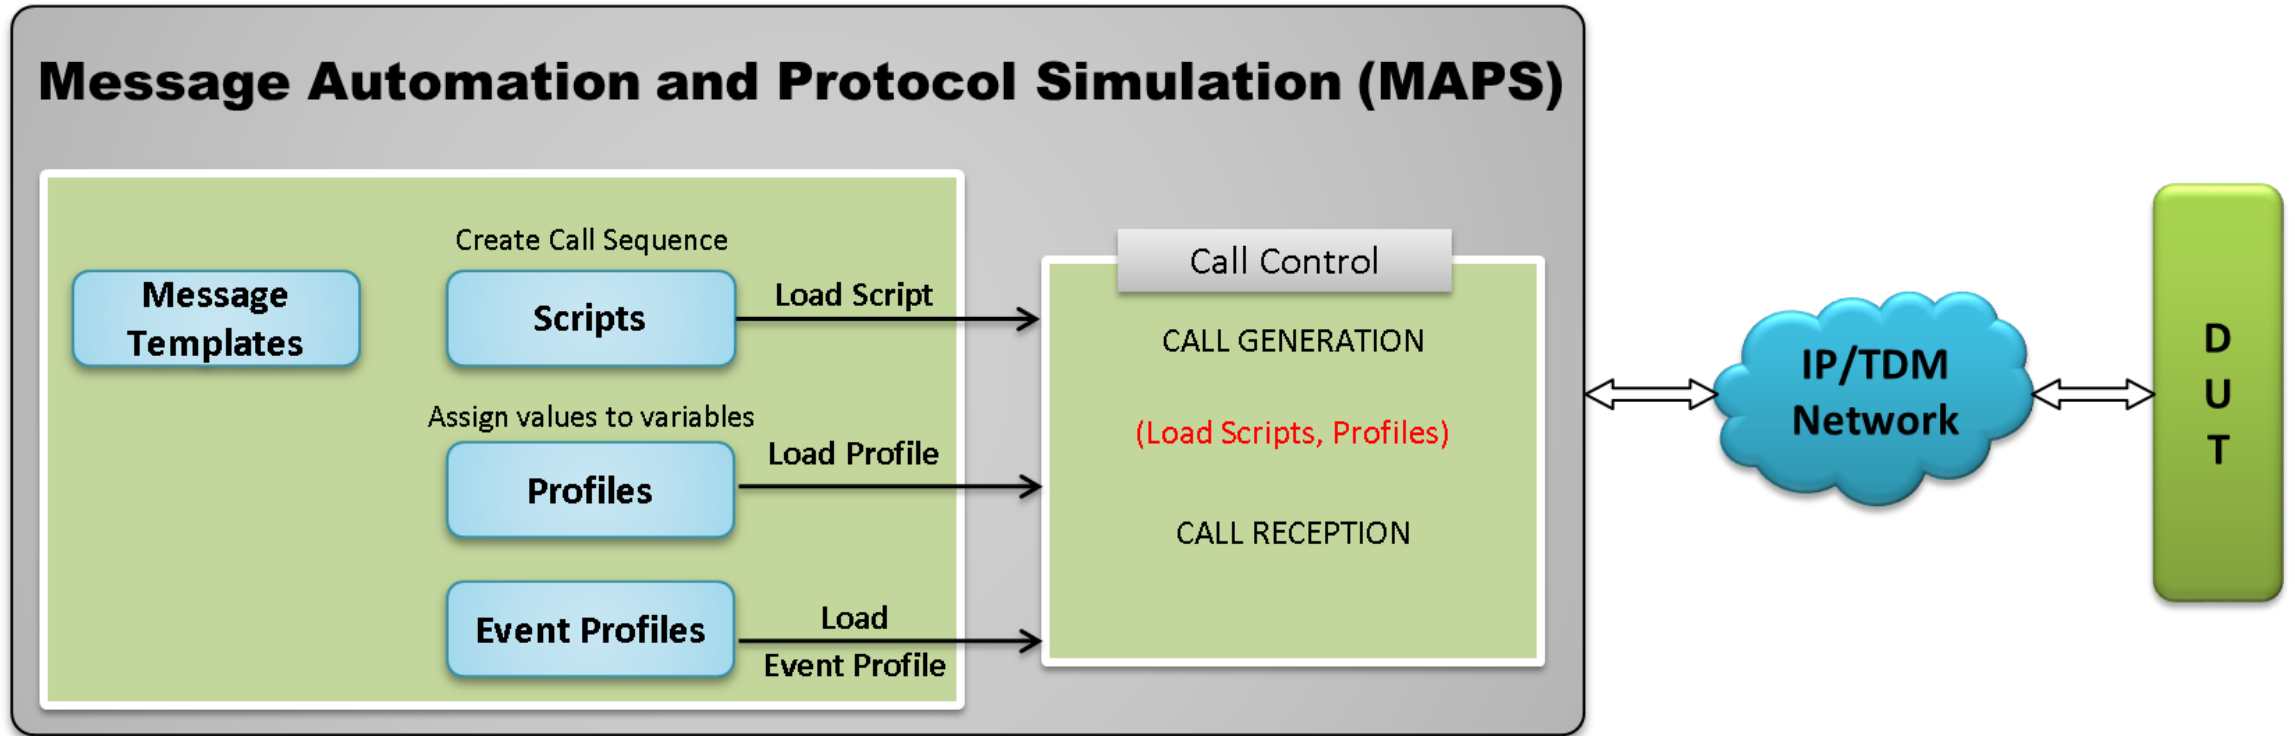 Message Automation and Protocol Simulation (MAPS)
Message
Templates
Create Call Sequence
Scripts
Load Script
Assign values to variables
Profiles
Load Profile
Event Profiles
Load
Event Profile
Call Control
CALL GENERATION
(Load Scripts, Profiles)
CALL RECEPTION
IP/TDM
Network
D
U
T